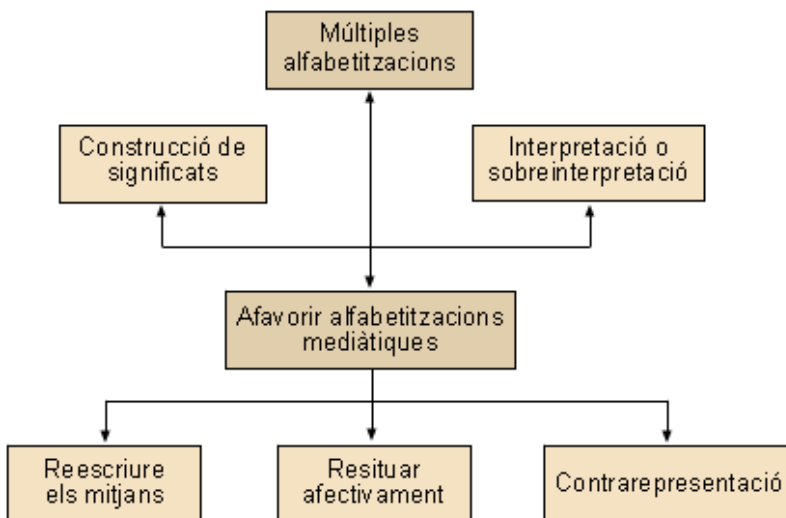 Múltiples
alfabetitzacions
Construcció de
significats
Interpretació o
sobreinterpretació
Afavorir alfabetitzacions
mediàtiques
Reescriure
els mitjans
Resituar
afectivament
Contrarepresentació